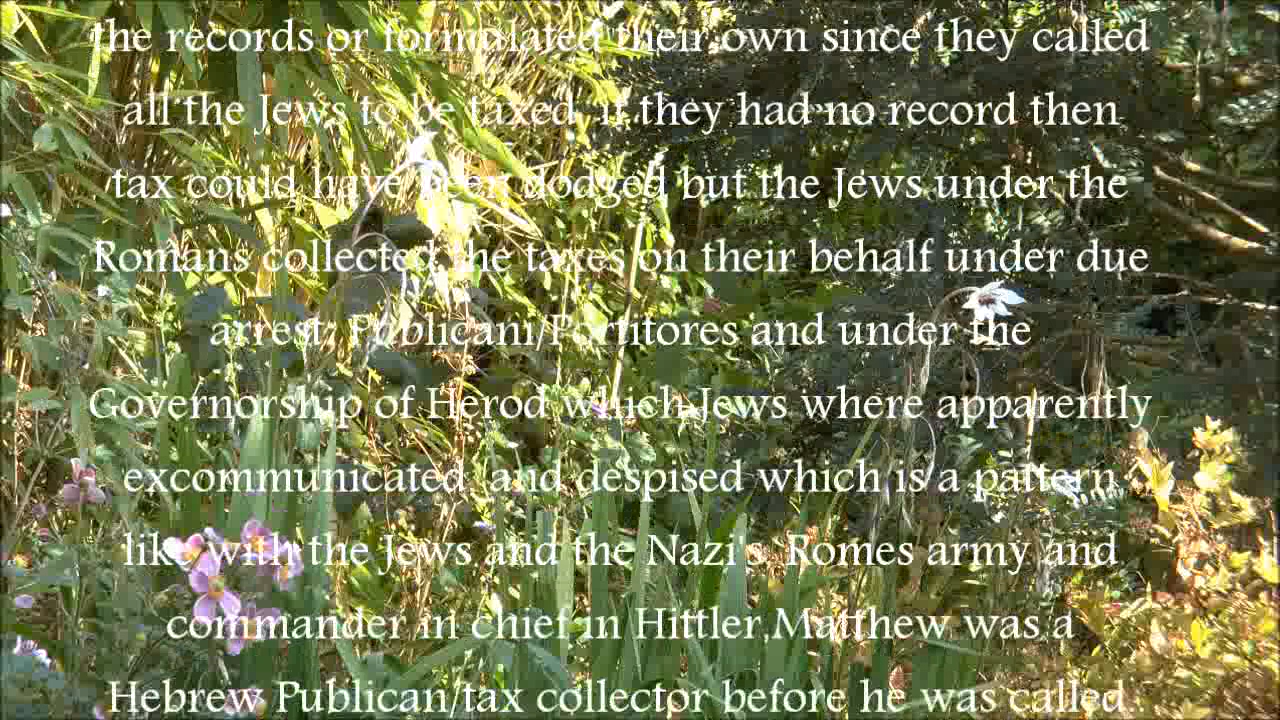 the records or formulated their own since they called
all the Jews to be taxed, if they had no record then
tax could have been dodged but the Jews under the
Romans collected the taxes on their behalf under due
arrest; Publicani/Portitores and under the
Governorship of Herod which Jews where apparently
excommunicated and despised which is a pattern
like with the Jews and the Nazi's, Romes army and
commander in chief in Hittler,Matthew was a
Hebrew Publican/tax collector before he was called.